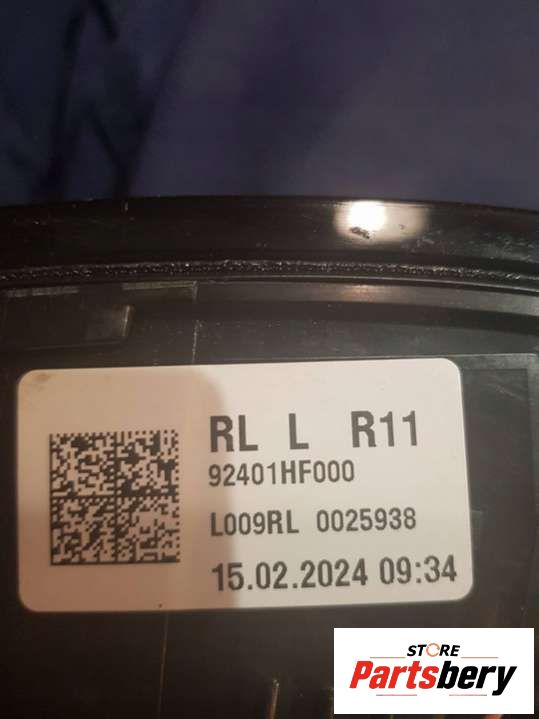 RL L R11
92401HF000
L009RL 0025938
15.02.2024 09:34
STORE
Partsbery